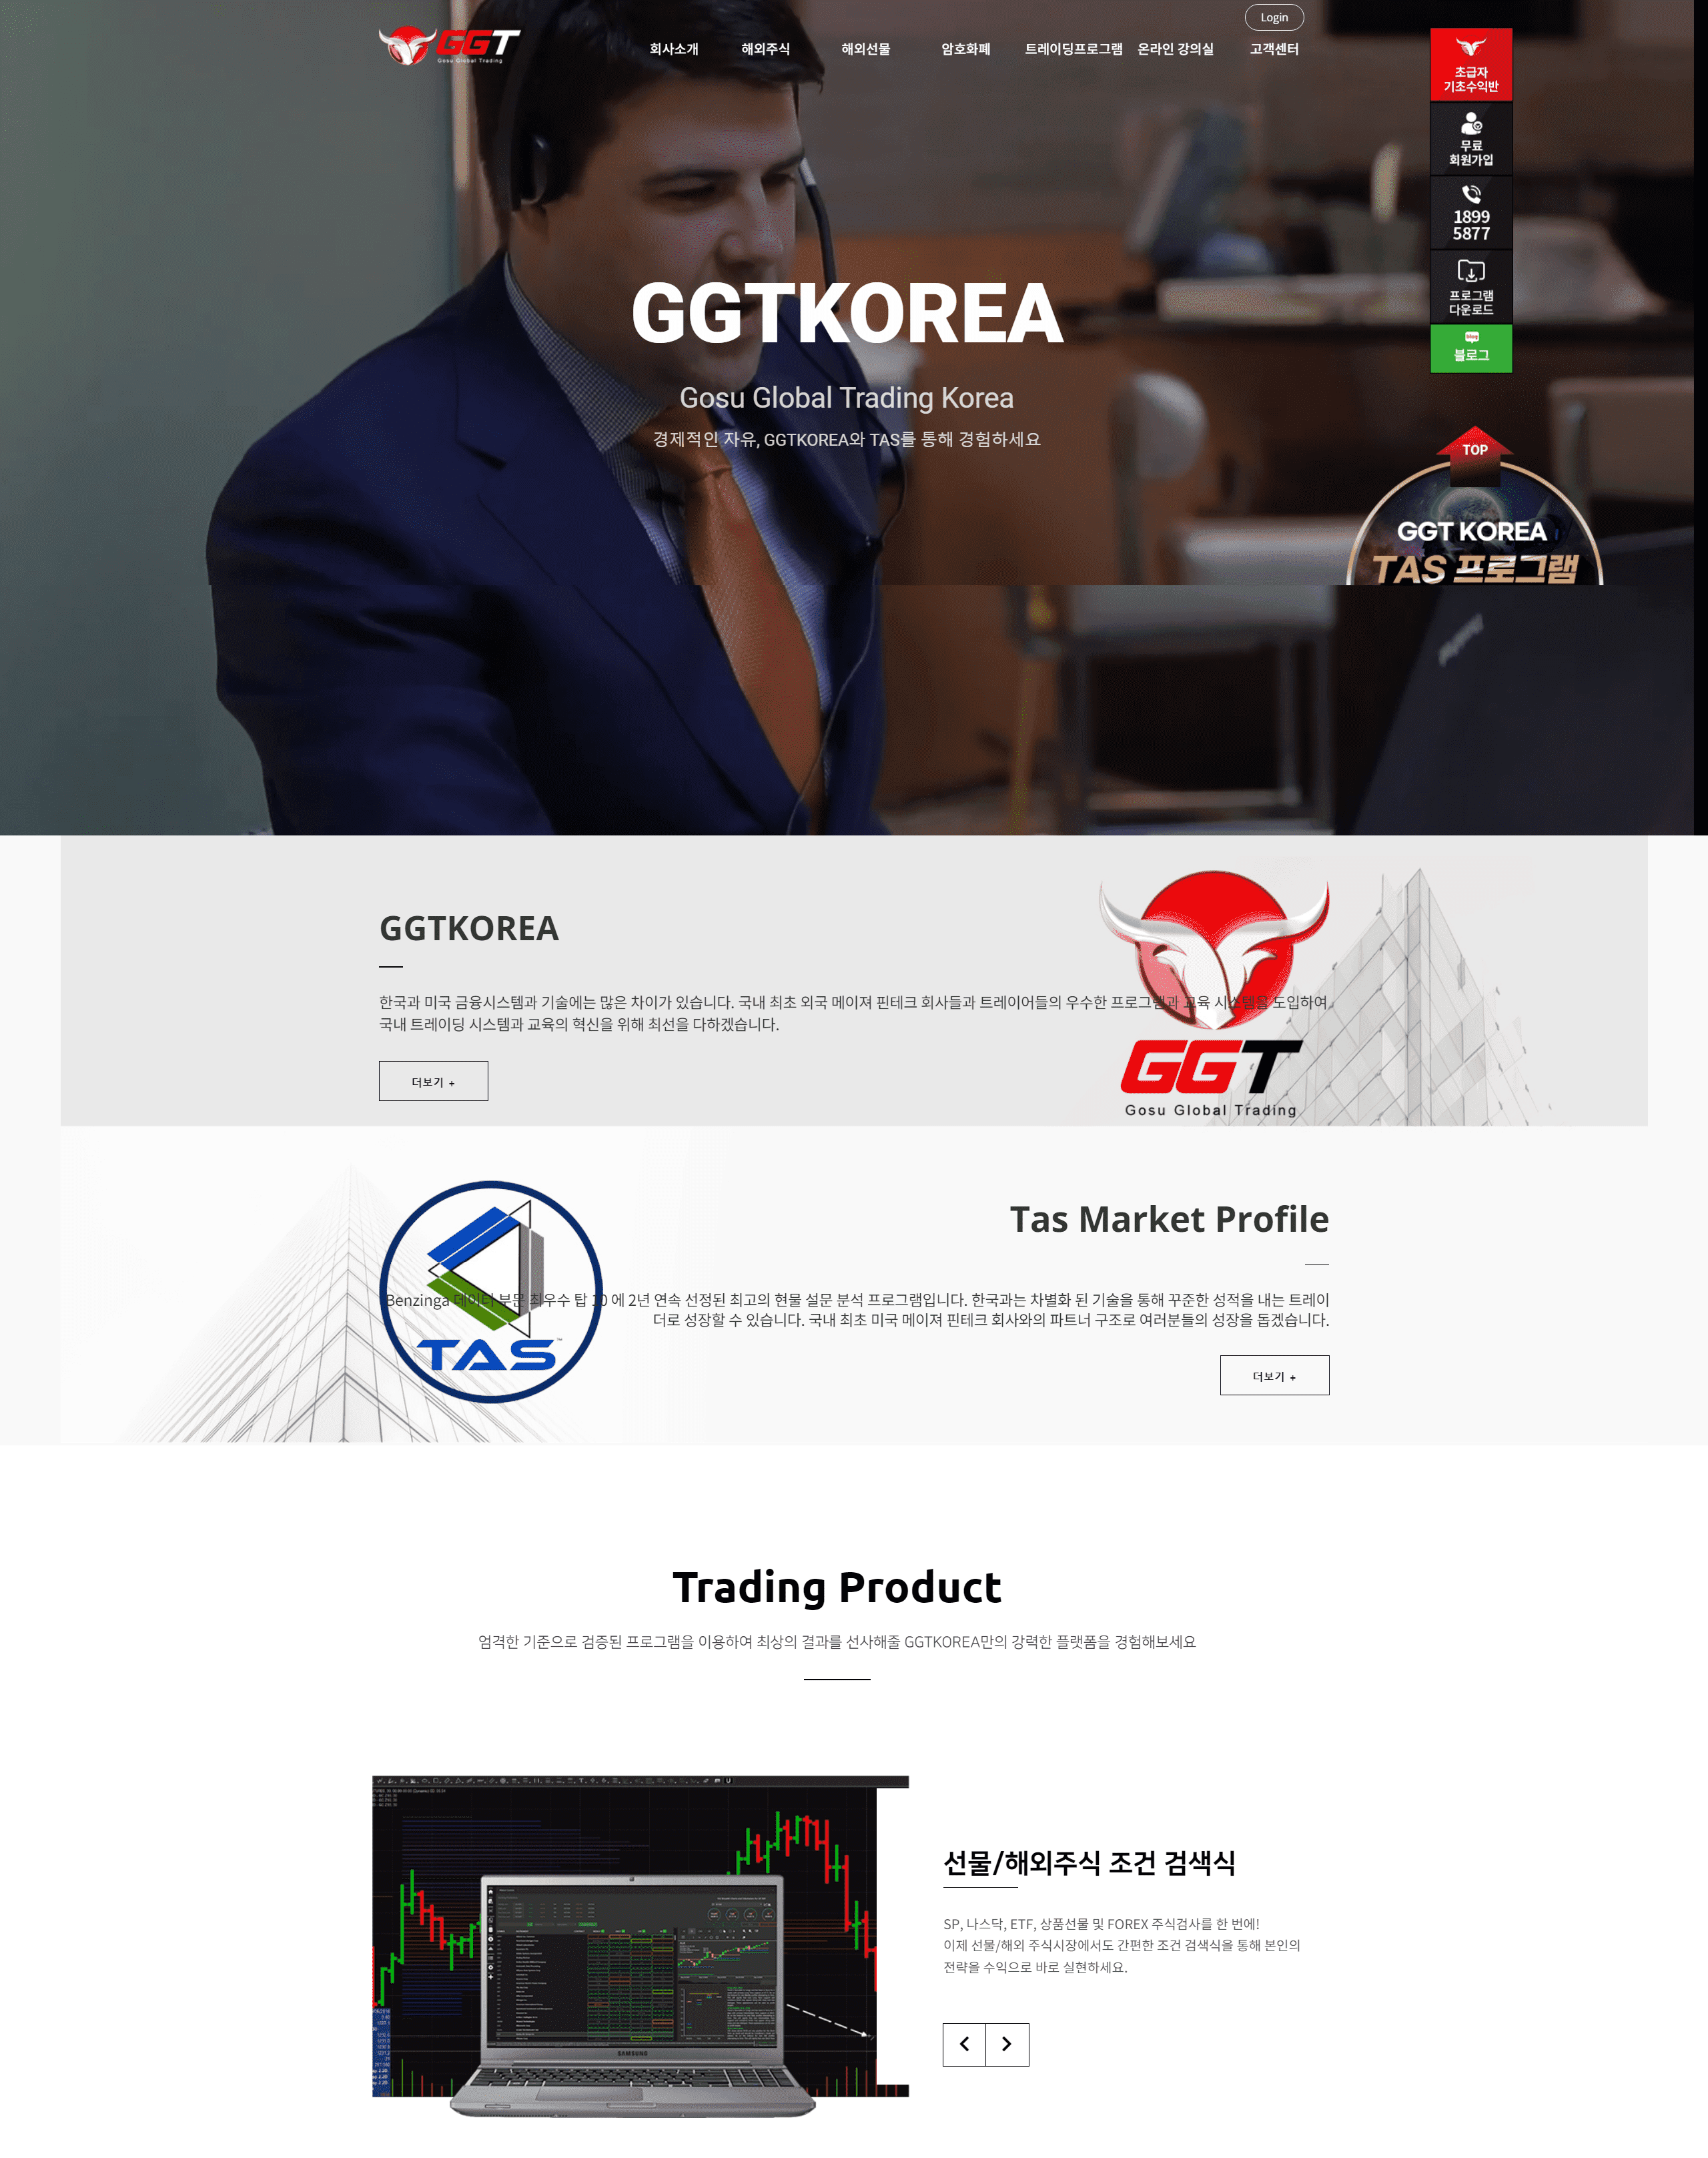 Login
GGT
Gosu Global Trading
회사소개 해외주식 해외선물 암호화폐 트레이딩프로그램 온라인 강의실 고객센터
초급자
기초수익반
무료
회원가입
1899
5877
프로그램
다운로드
blog
블로그
GGTKOREA
Gosu Global Trading Korea
경제적인 자유, GGTKOREA와 TAS를 통해 경험하세요
TOP
GGT KOREA
TAS 프로그램
GGTKOREA
한국과 미국 금융시스템과 기술에는 많은 차이가 있습니다. 국내 최초 외국 메이져 핀테크 회사들과 트레이어들의 우수한 프로그램과 교육 시스템을 도입하여
국내 트레이딩 시스템과 교육의 혁신을 위해 최선을 다하겠습니다.
더보기 +
GGT
Gosu Global Trading
TAS
Tas Market Profile
Benzinga 데이터 부문 최우수 탑 10 에 2년 연속 선정된 최고의 현물 설문 분석 프로그램입니다. 한국과는 차별화 된 기술을 통해 꾸준한 성적을 내는 트레이
더로 성장할 수 있습니다. 국내 최초 미국 메이져 핀테크 회사와의 파트너 구조로 여러분들의 성장을 돕겠습니다.
더보기 +
Trading Product
엄격한 기준으로 검증된 프로그램을 이용하여 최상의 결과를 선사해줄 GGTKOREA만의 강력한 플랫폼을 경험해보세요
SAMSUNG
선물/해외주식 조건 검색식
SP, 나스닥, ETF, 상품선물 및 FOREX 주식검사를 한 번에!
이제 선물/해외 주식시장에서도 간편한 조건 검색식을 통해 본인의
전략을 수익으로 바로 실현하세요.